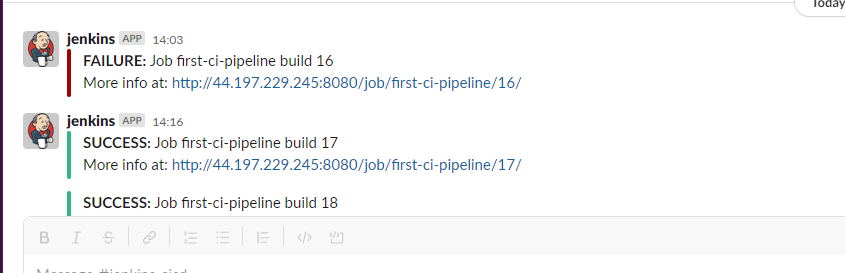 Today
jenkins APP 14:03
FAILURE: Job first-ci-pipeline build 16
More info at: http://44.197.229.245:8080/job/first-ci-pipeline/16/
jenkins APP 14:16
SUCCESS: Job first-ci-pipeline build 17
More info at: http://44.197.229.245:8080/job/first-ci-pipeline/17/
SUCCESS: Job first-ci-pipeline build 18
B I S
Message